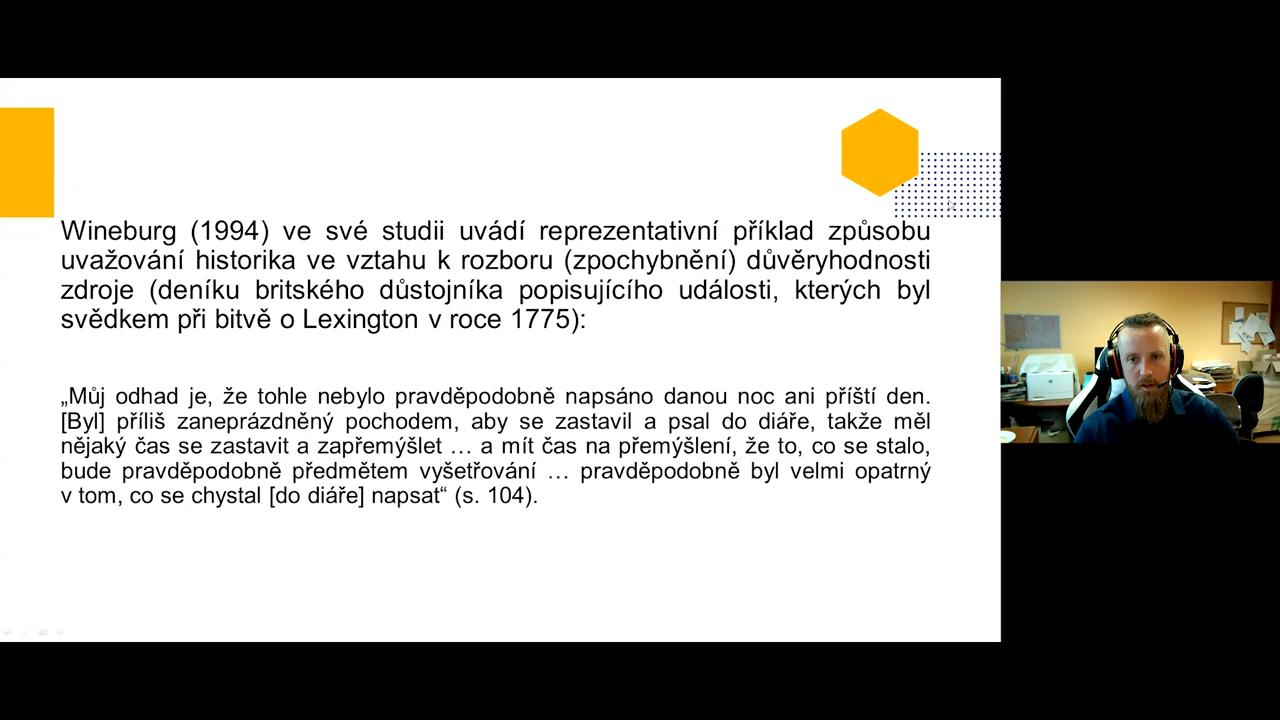 Wineburg (1994) ve své studii uvádí reprezentativní příklad způsobu
uvažování historika ve vztahu k rozboru (zpochybnění) důvěryhodnosti
zdroje (deníku britského důstojníka popisujícího události, kterých byl
svědkem při bitvě o Lexington v roce 1775):
„Můj odhad je, že tohle nebylo pravděpodobně napsáno danou noc ani příští den.
[Byl] příliš zaneprázdněný pochodem, aby se zastavil a psal do diáře, takže měl
nějaký čas se zastavit a zapřemýšlet … a mít čas na přemýšlení, že to, co se stalo,
bude pravděpodobně předmětem vyšetřování … pravděpodobně byl velmi opatrný
v tom, co se chystal [do diáře] napsat“ (s. 104).